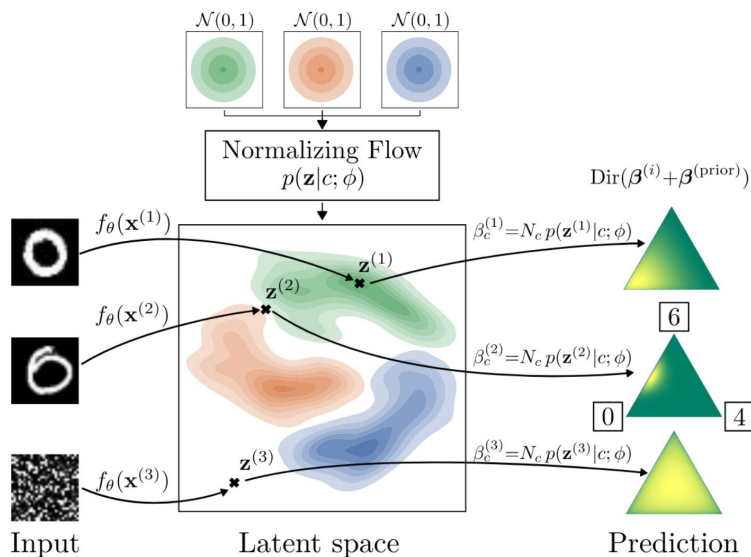 𝒩(0, 1) 𝒩(0, 1) 𝒩(0, 1)
Normalizing Flow
p(𝐳|c; ϕ)
Dir(𝜷⁽ⁱ⁾+𝜷⁽ᵖʳⁱᵒʳ⁾)
f_θ(𝐱⁽¹⁾)
β_c⁽¹⁾=N_c p(𝐳⁽¹⁾|c; ϕ)
𝐳⁽¹⁾
𝐳⁽²⁾
f_θ(𝐱⁽²⁾)
6
β_c⁽²⁾=N_c p(𝐳⁽²⁾|c; ϕ)
0 4
β_c⁽³⁾=N_c p(𝐳⁽³⁾|c; ϕ)
𝐳⁽³⁾
f_θ(𝐱⁽³⁾)
Input Latent space Prediction